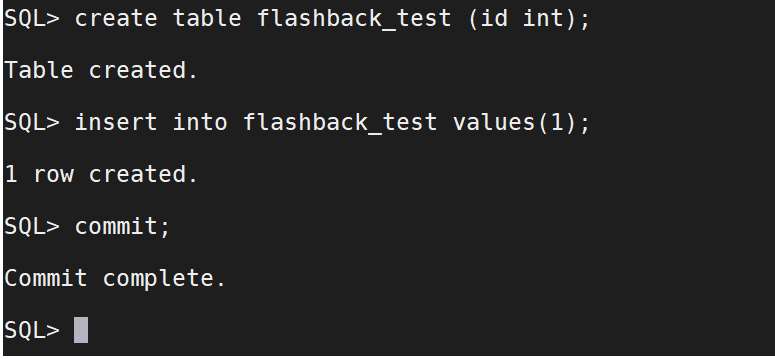 SQL> create table flashback_test (id int);
Table created.
SQL> insert into flashback_test values(1);
1 row created.
SQL> commit;
Commit complete.
SQL>